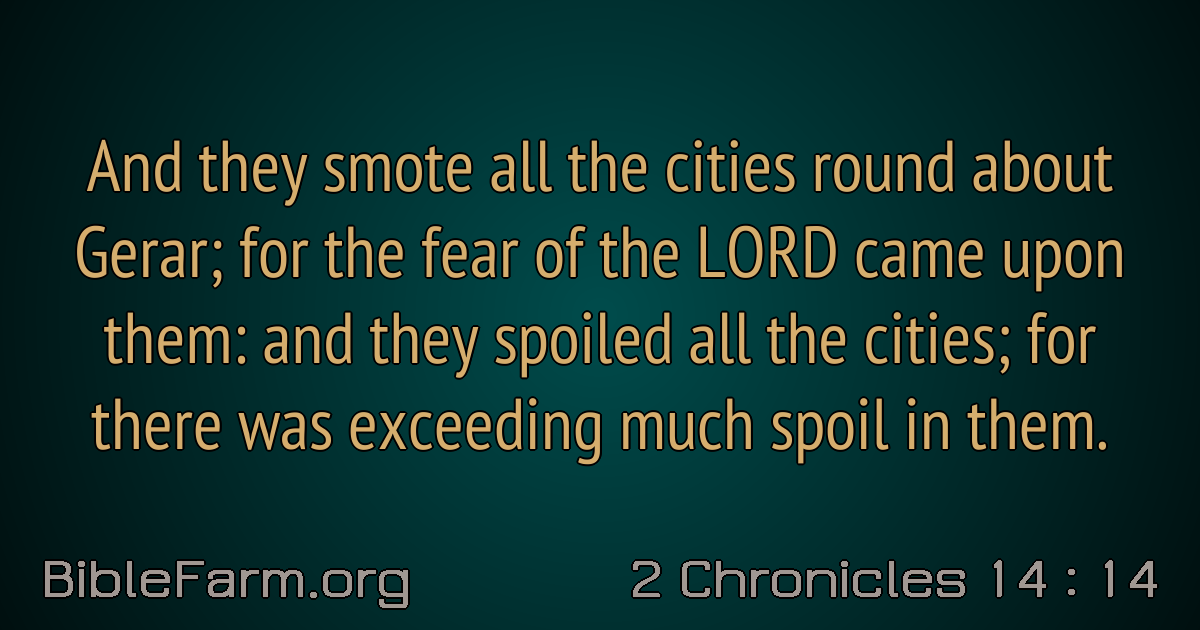 And they smote all the cities round about
Gerar; for the fear of the LORD came upon
them: and they spoiled all the cities; for
there was exceeding much spoil in them.
BibleFarm.org
2 Chronicles 14 : 14